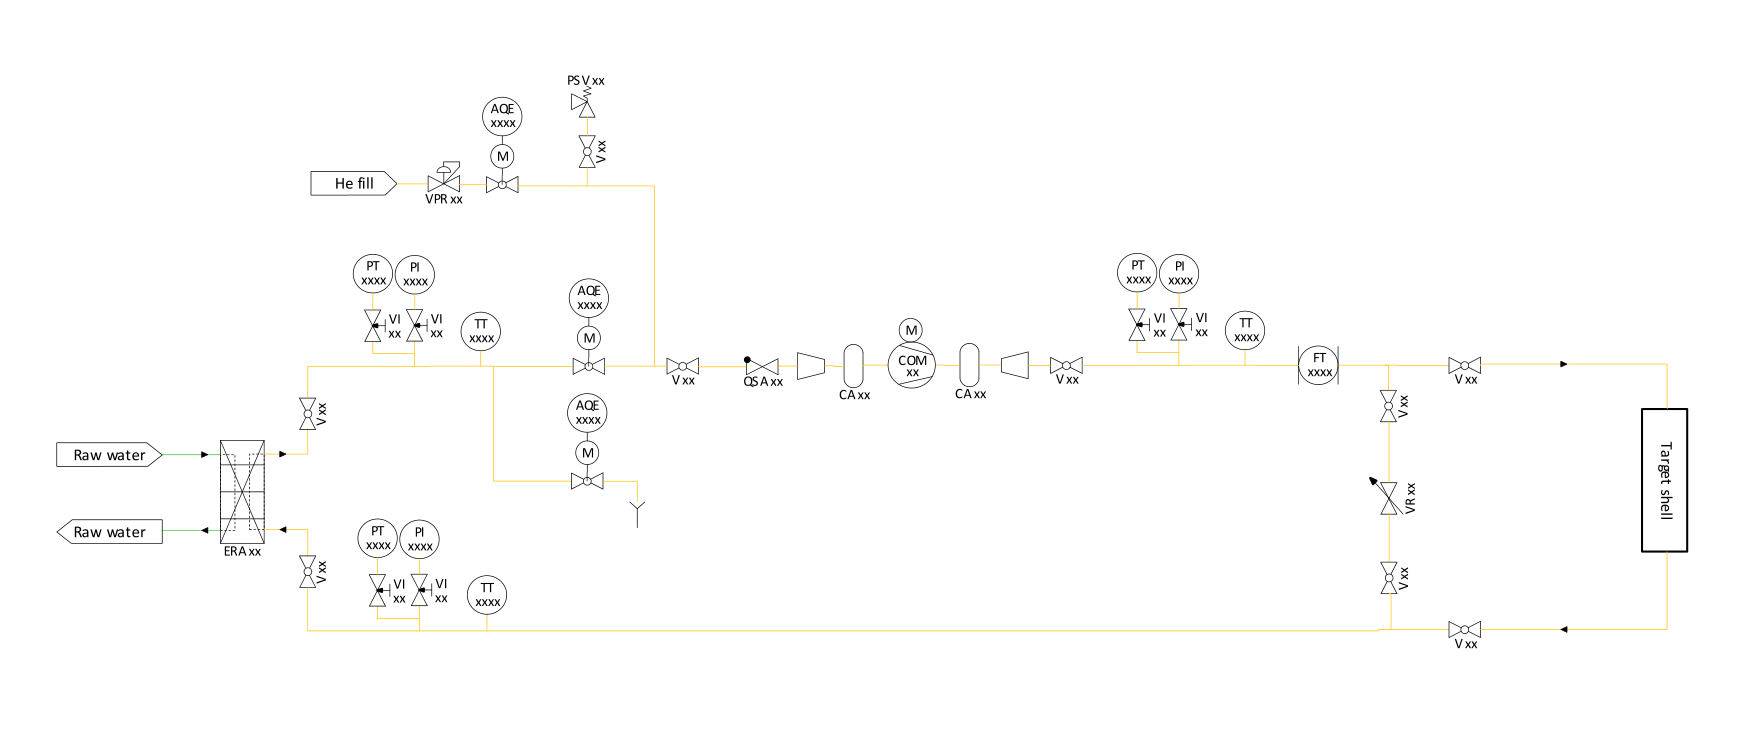 PSV xx
AQE
xxxx
M
V xx
He fill
VPR xx
PT
xxxx
PI
xxxx
VI
xx
VI
xx
TT
xxxx
AQE
xxxx
M
V xx
QSA xx
CA xx
M
COM
xx
CA xx
V xx
PT
xxxx
PI
xxxx
VI
xx
VI
xx
TT
xxxx
FT
xxxx
V xx
V xx
V xx
AQE
xxxx
M
Raw water
Raw water
ERA xx
V xx
PT
xxxx
PI
xxxx
VI
xx
VI
xx
TT
xxxx
VR xx
V xx
V xx
Target shell